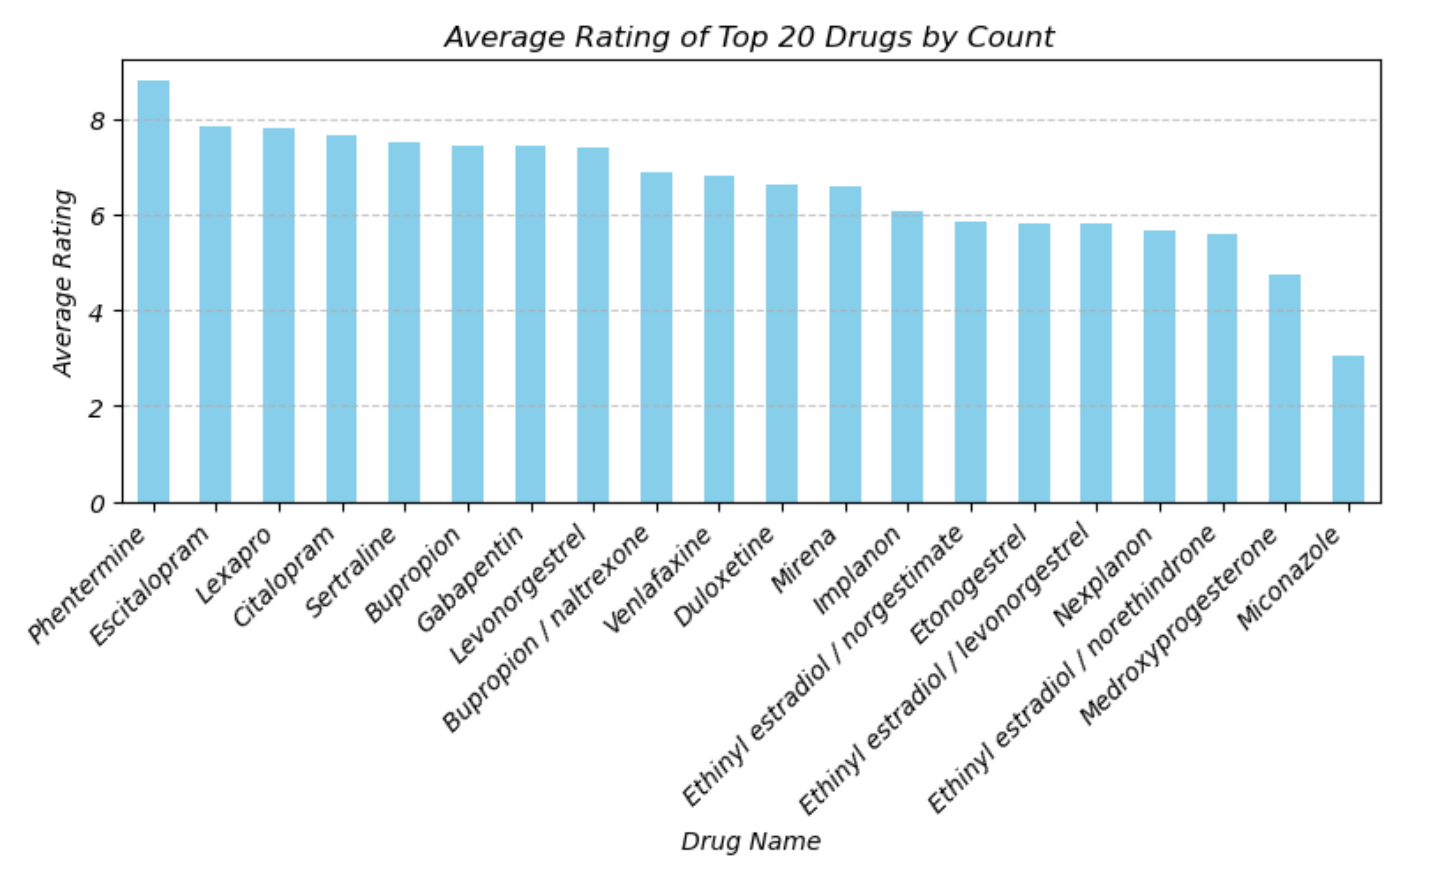 Average Rating of Top 20 Drugs by Count
Average Rating
8
6
4
2
0
Phentermine
Escitalopram
Lexapro
Citalopram
Sertraline
Bupropion
Gabapentin
Levonorgestrel
Bupropion / naltrexone
Venlafaxine
Duloxetine
Mirena
Implanon
Ethinyl estradiol / norgestimate
Etonogestrel
Ethinyl estradiol / levonorgestrel
Nexplanon
Ethinyl estradiol / norethindrone
Medroxyprogesterone
Miconazole
Drug Name